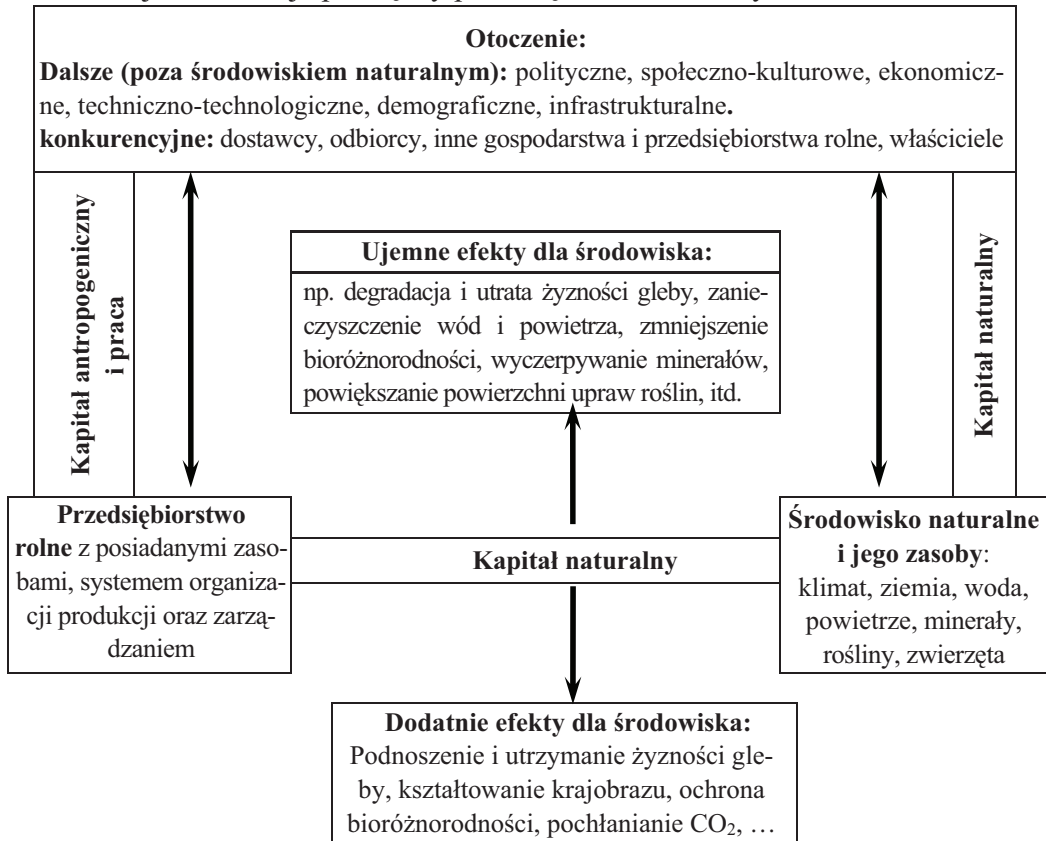 Otoczenie:
Dalsze (poza środowiskiem naturalnym): polityczne, społeczno-kulturowe, ekonomicz-
ne, techniczno-technologiczne, demograficzne, infrastrukturalne.
konkurencyjne: dostawcy, odbiorcy, inne gospodarstwa i przedsiębiorstwa rolne, właściciele
Kapitał antropogeniczny
i praca
Ujemne efekty dla środowiska:
np. degradacja i utrata żyzności gleby, zanie-
czyszczenie wód i powietrza, zmniejszenie
bioróżnorodności, wyczerpywanie minerałów,
powiększanie powierzchni upraw roślin, itd.
Kapitał naturalny
Przedsiębiorstwo
rolne z posiadanymi zaso-
bami, systemem organiza-
cji produkcji oraz zarzą-
dzaniem
Kapitał naturalny
Środowisko naturalne
i jego zasoby:
klimat, ziemia, woda,
powietrze, minerały,
rośliny, zwierzęta
Dodatnie efekty dla środowiska:
Podnoszenie i utrzymanie żyzności gle-
by, kształtowanie krajobrazu, ochrona
bioróżnorodności, pochłanianie CO₂, …